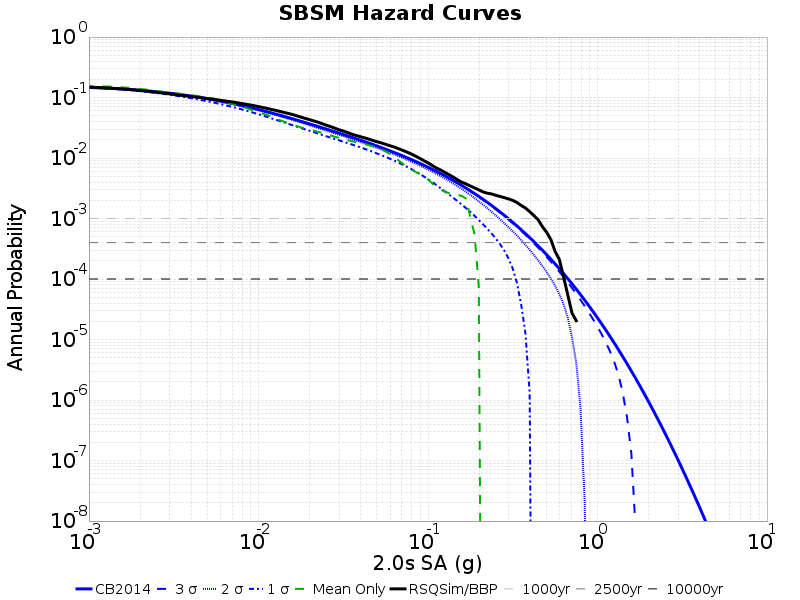 SBSM Hazard Curves
10^0
10^-1
10^-2
10^-3
10^-4
10^-5
10^-6
10^-7
10^-8
Annual Probability
10^-3 10^-2 10^-1 10^0 10^1
2.0s SA (g)
CB2014 3 σ 2 σ 1 σ Mean Only RSQSim/BBP 1000yr 2500yr 10000yr